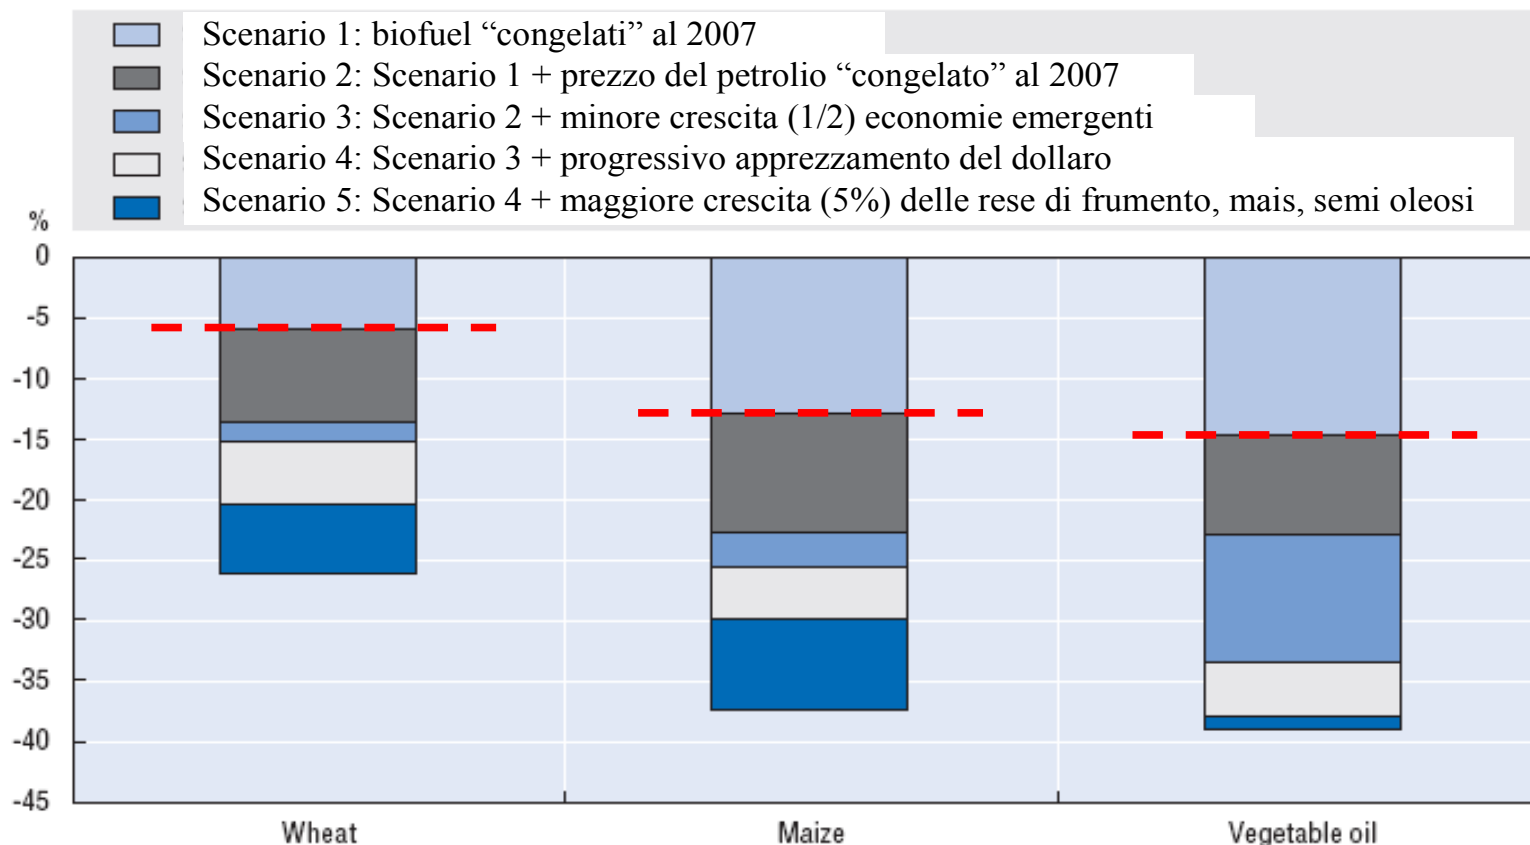 Scenario 1: biofuel “congelati” al 2007
Scenario 2: Scenario 1 + prezzo del petrolio “congelato” al 2007
Scenario 3: Scenario 2 + minore crescita (1/2) economie emergenti
Scenario 4: Scenario 3 + progressivo apprezzamento del dollaro
Scenario 5: Scenario 4 + maggiore crescita (5%) delle rese di frumento, mais, semi oleosi
%
0
-5
-10
-15
-20
-25
-30
-35
-40
-45
Wheat Maize Vegetable oil